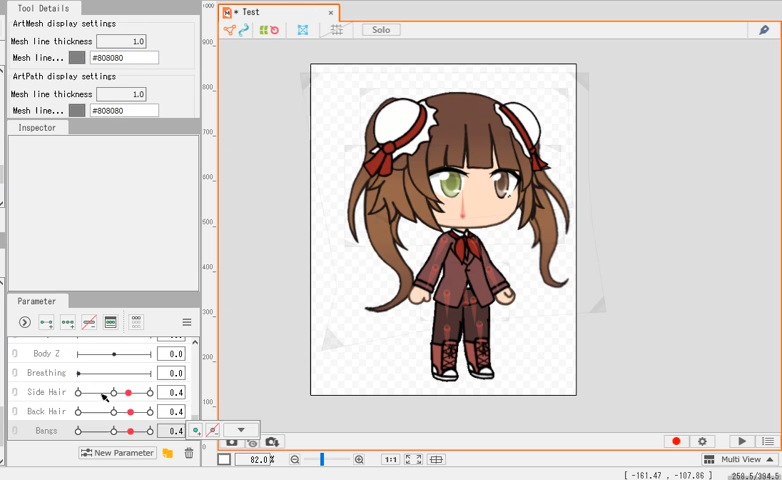 Tool Details
ArtMesh display settings
Mesh line thickness 1.0
Mesh line... #808080
ArtPath display settings
Mesh line thickness 1.0
Mesh line... #808080
Inspector
Parameter
Body Z 0.0
Breathing 0.0
Side Hair 0.4
Back Hair 0.4
Bangs 0.4
New Parameter
* Test
Solo
900
800
700
600
500
400
300
200
100
0
82.0%
1:1
Multi View
[ -161.47 , -107.86 ]